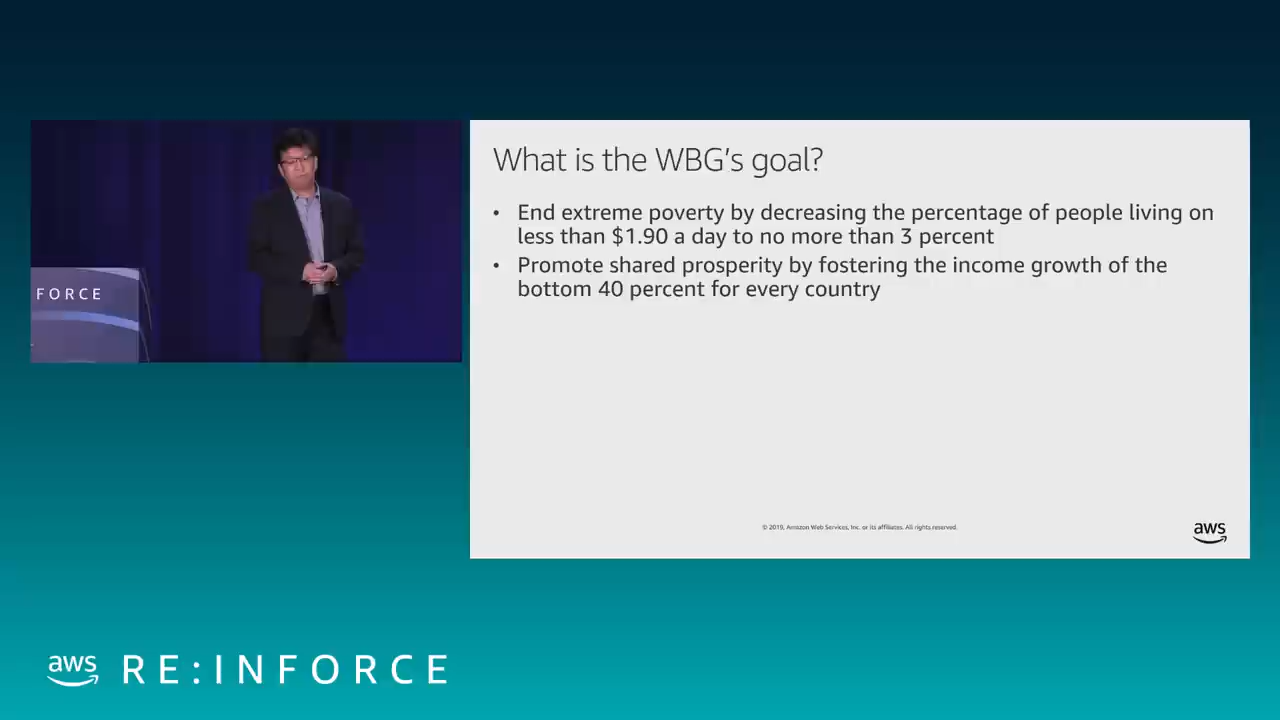 FORCE
What is the WBG's goal?
• End extreme poverty by decreasing the percentage of people living on
less than $1.90 a day to no more than 3 percent
• Promote shared prosperity by fostering the income growth of the
bottom 40 percent for every country
© 2019, Amazon Web Services, Inc. or its affiliates. All rights reserved.
aws
aws RE:INFORCE